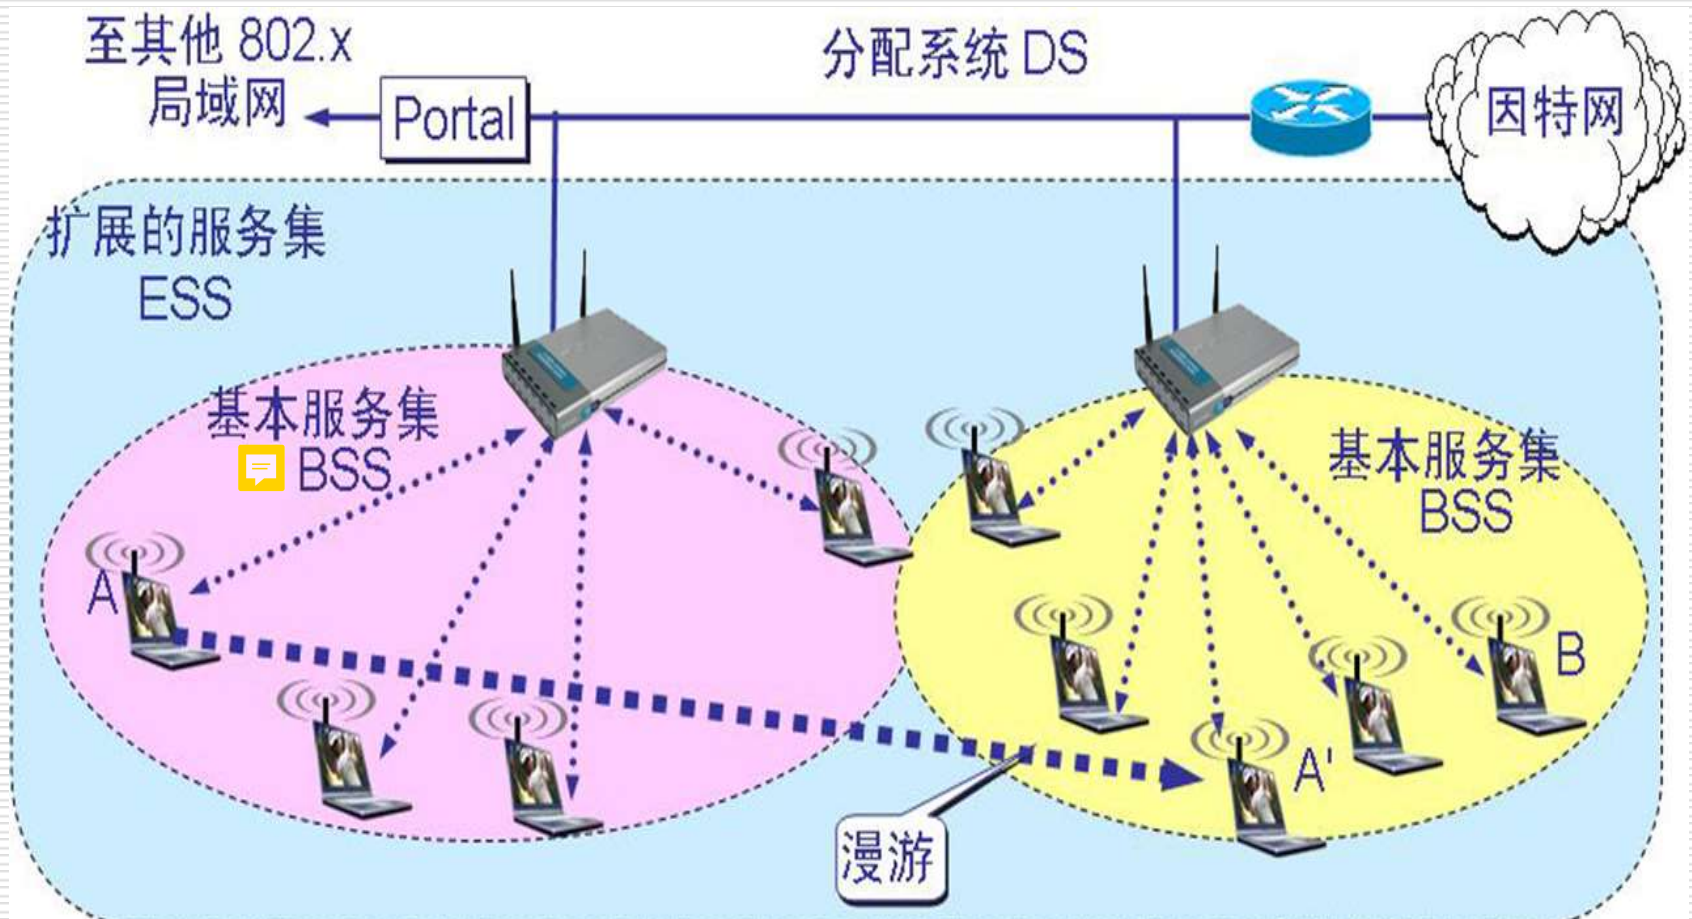 至其他 802.x
局域网
Portal
分配系统 DS
因特网
扩展的服务集
ESS
基本服务集
BSS
基本服务集
BSS
A
B
A'
漫游